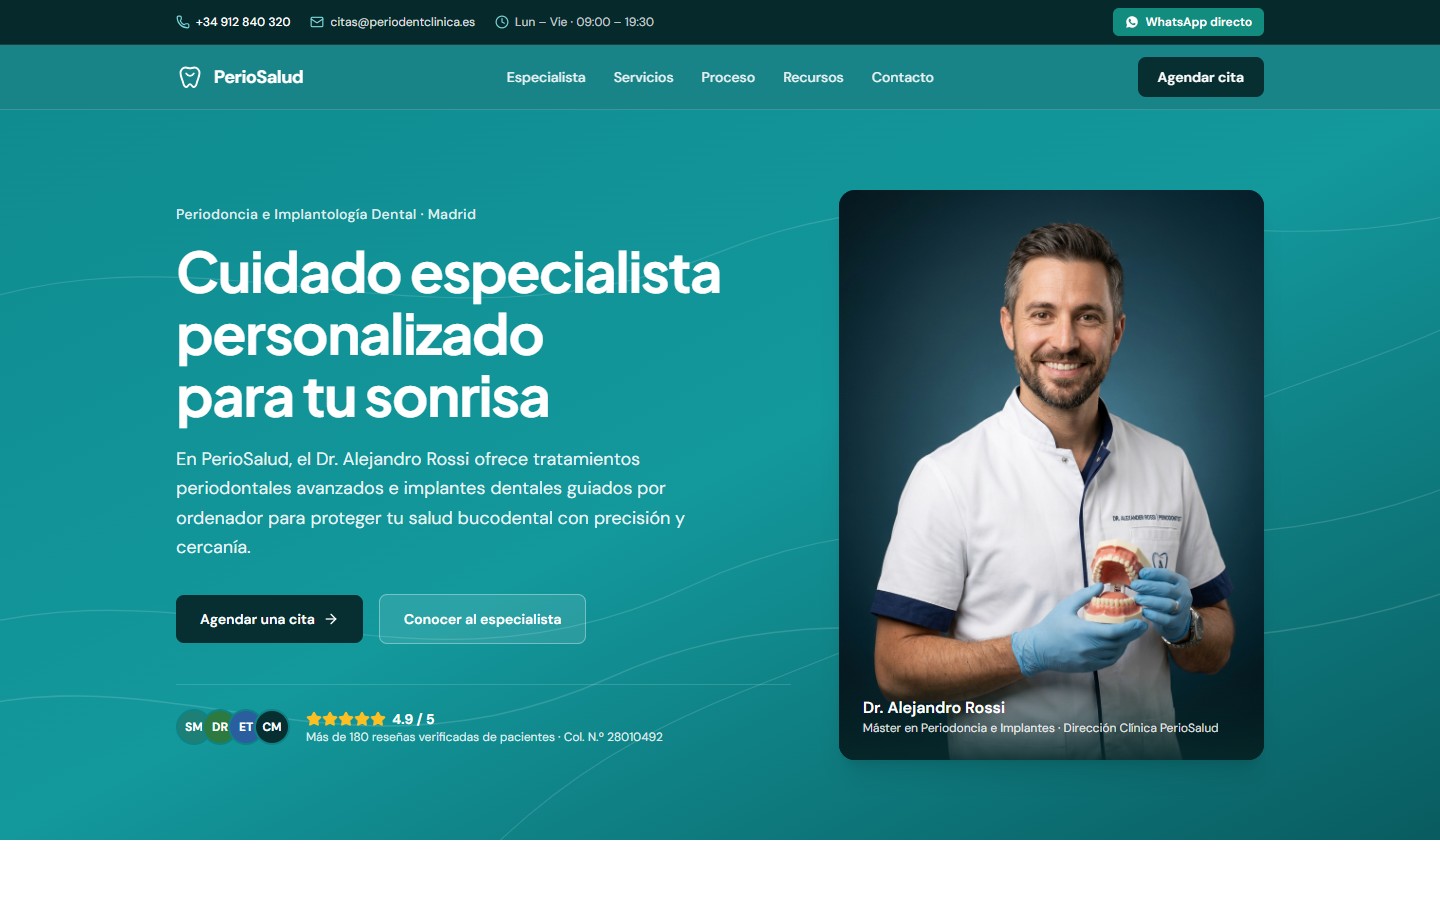 +34 912 840 320
citas@periodentclinica.es
Lun – Vie · 09:00 – 19:30
WhatsApp directo
PerioSalud
Especialista
Servicios
Proceso
Recursos
Contacto
Agendar cita
Periodoncia e Implantología Dental · Madrid
Cuidado especialista
personalizado
para tu sonrisa
En PerioSalud, el Dr. Alejandro Rossi ofrece tratamientos
periodontales avanzados e implantes dentales guiados por
ordenador para proteger tu salud bucodental con precisión y
cercanía.
Agendar una cita
Conocer al especialista
SM DR ET CM
4.9 / 5
Más de 180 reseñas verificadas de pacientes · Col. N.º 28010492
Dr. Alejandro Rossi
Máster en Periodoncia e Implantes · Dirección Clínica PerioSalud